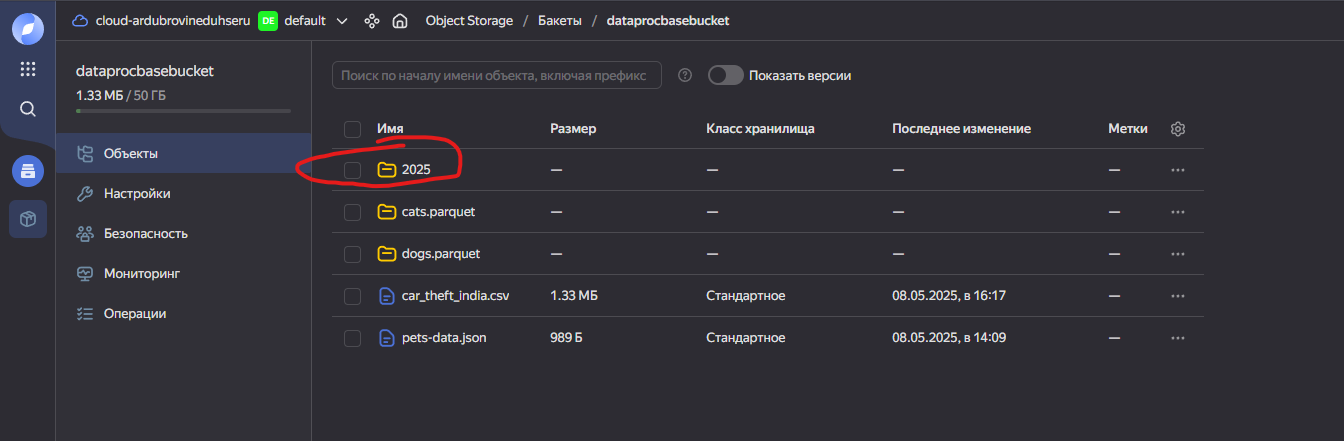 cloud-ardubrovineduhseru DE default Object Storage / Бакеты / dataprocbasebucket
dataprocbasebucket
1.33 МБ / 50 ГБ
Объекты
Настройки
Безопасность
Мониторинг
Операции
Поиск по началу имени объекта, включая префикс ? Показать версии
Имя Размер Класс хранилища Последнее изменение Метки
2025 — — — —
cats.parquet — — — —
dogs.parquet — — — —
car_theft_india.csv 1.33 МБ Стандартное 08.05.2025, в 16:17 —
pets-data.json 989 Б Стандартное 08.05.2025, в 14:09 —